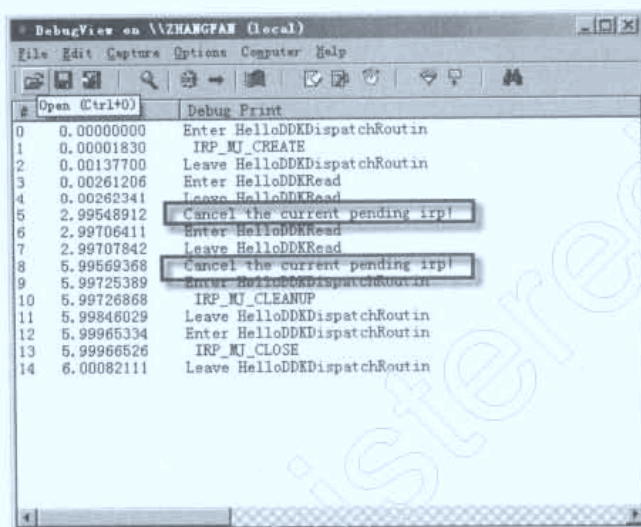 DebugView on \\ZHANGFAN (local)
File Edit Capture Options Computer Help
# Debug Print
Open (Ctrl+O)
0 0.00000000 Enter HelloDDKDispatchRoutin
1 0.00001830 IRP_MJ_CREATE
2 0.00137700 Leave HelloDDKDispatchRoutin
3 0.00261206 Enter HelloDDKRead
4 0.00262341 Leave HelloDDKRead
5 2.99548912 Cancel the current pending irp!
6 2.99706411 Enter HelloDDKRead
7 2.99707842 Leave HelloDDKRead
8 5.99569368 Cancel the current pending irp!
9 5.99725389 Enter HelloDDKDispatchRoutin
10 5.99726868 IRP_MJ_CLEANUP
11 5.99846029 Leave HelloDDKDispatchRoutin
12 5.99965334 Enter HelloDDKDispatchRoutin
13 5.99966526 IRP_MJ_CLOSE
14 6.00082111 Leave HelloDDKDispatchRoutin